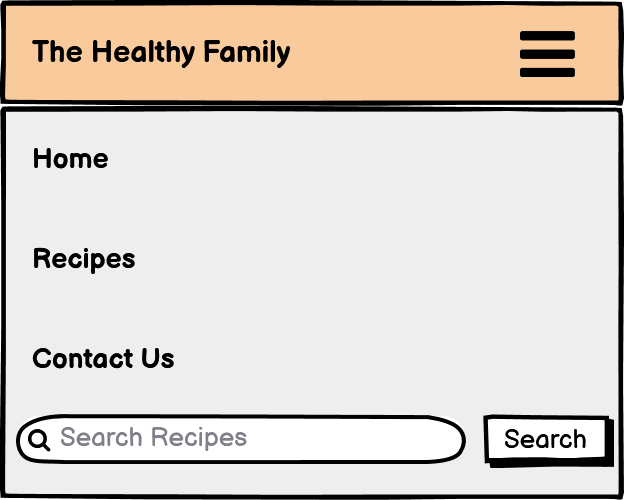 The Healthy Family
Home
Recipes
Contact Us
Search Recipes
Search